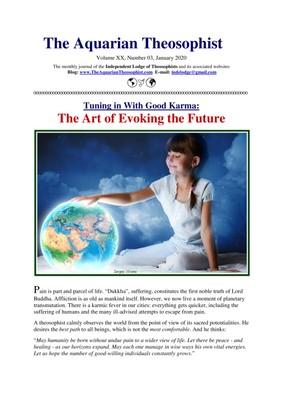 The Aquarian Theosophist
Volume XX, Number 03, January 2020
The monthly journal of the Independent Lodge of Theosophists and its associated websites
Blog: www.TheAquarianTheosophist.com E-mail: indelodge@gmail.com
Tuning in With Good Karma:
The Art of Evoking the Future
Pain is part and parcel of life. “Dukkha”, suffering, constitutes the first noble truth of Lord
Buddha. Affliction is as old as mankind itself. However, we now live a moment of planetary
transmutation. There is a karmic fever in our cities: everything gets quicker, including the
suffering of humans and the many ill-advised attempts to escape from pain.
A theosophist calmly observes the world from the point of view of its sacred potentialities. He
desires the best path to all beings, which is not the most comfortable. And he thinks:
“May humanity be born without undue pain to a wider view of life. Let there be peace - and
healing - as our horizons expand. May each one manage in wise ways his own vital energies.
Let us hope the number of good-willing individuals constantly grows.”